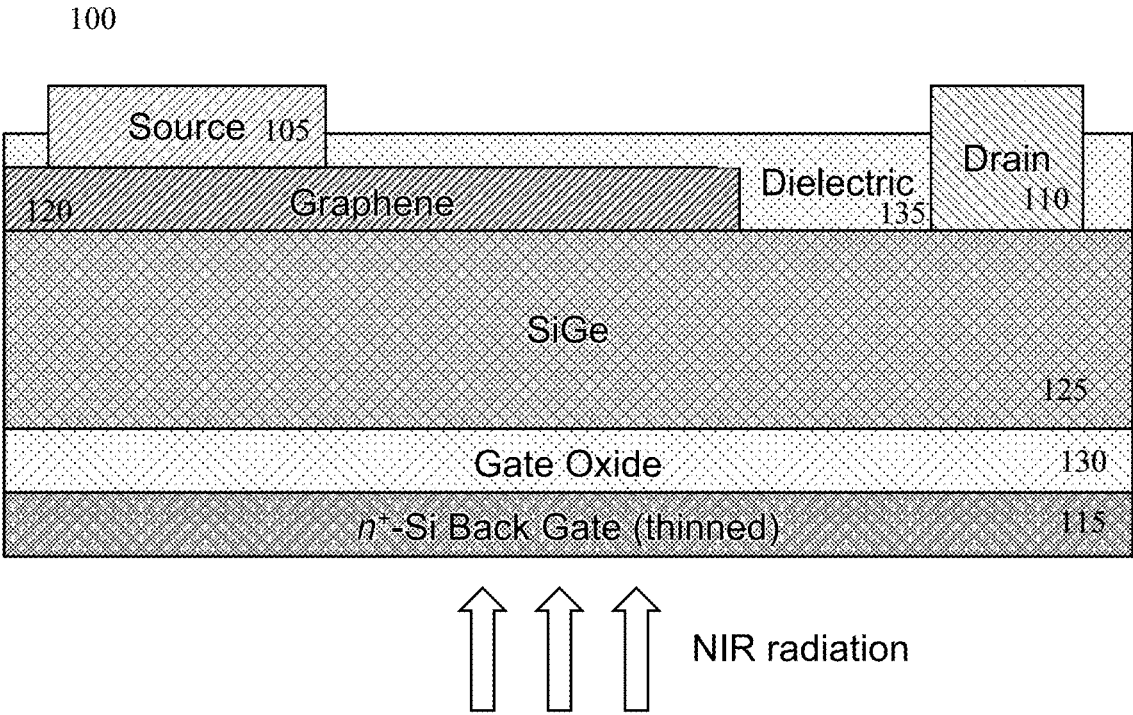 100
Source 105
Drain
Dielectric
110
120
Graphene
135
SiGe
125
Gate Oxide 130
n⁺-Si Back Gate (thinned) 115
NIR radiation